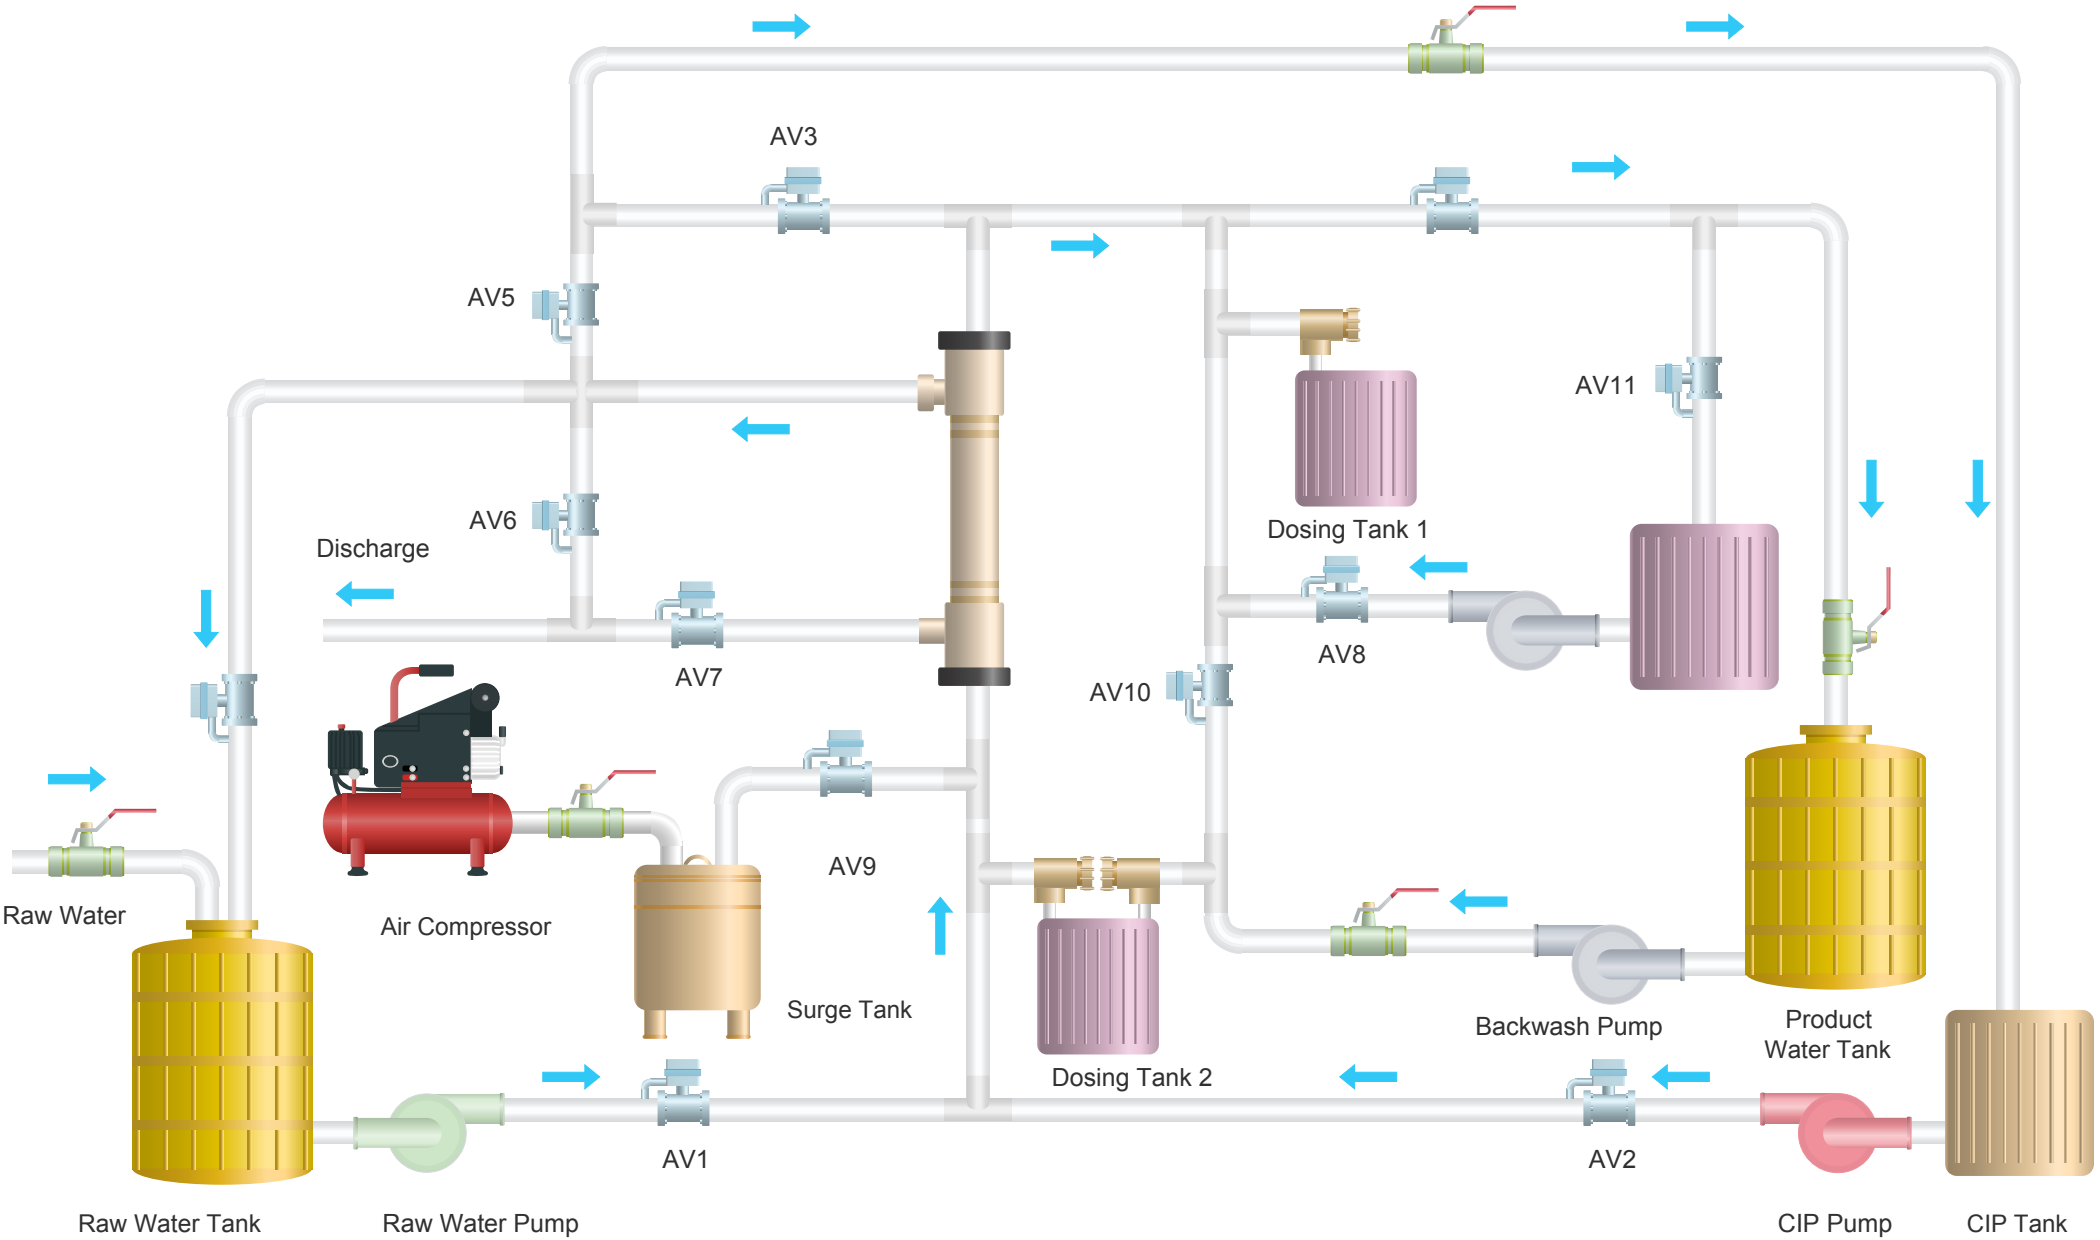 AV3
AV5
AV11
AV6
Dosing Tank 1
Discharge
AV8
AV7
AV10
AV9
Raw Water
Air Compressor
Surge Tank
Backwash Pump
Product
Water Tank
Dosing Tank 2
AV1
AV2
Raw Water Tank
Raw Water Pump
CIP Pump
CIP Tank